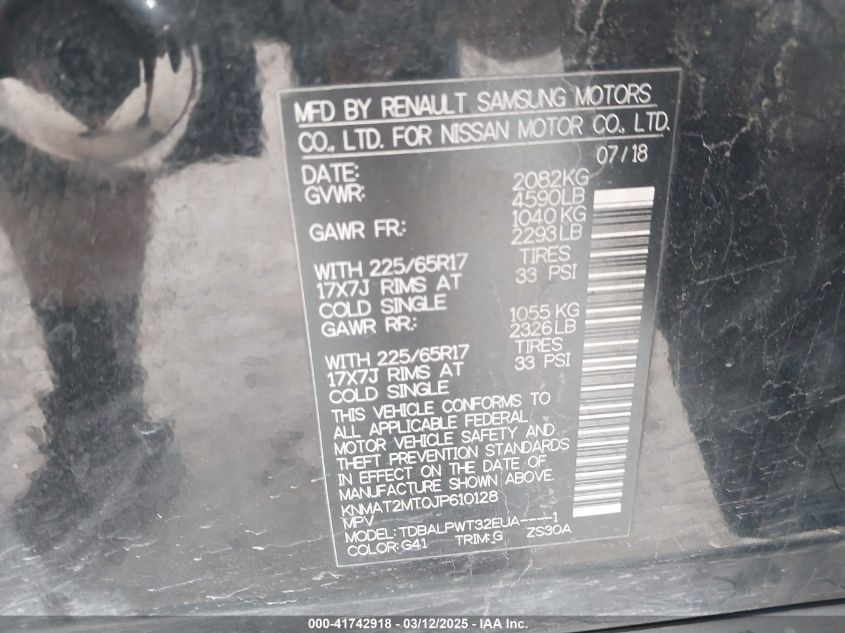 MFD BY RENAULT SAMSUNG MOTORS
CO., LTD. FOR NISSAN MOTOR CO., LTD.
DATE: 07/18
GVWR: 2082KG
4590LB
GAWR FR: 1040KG
2293LB
WITH 225/65R17 TIRES
17X7J RIMS AT 33 PSI
COLD SINGLE
GAWR RR: 1055 KG
2326LB
WITH 225/65R17 TIRES
17X7J RIMS AT 33 PSI
COLD SINGLE
THIS VEHICLE CONFORMS TO
ALL APPLICABLE FEDERAL
MOTOR VEHICLE SAFETY AND
THEFT PREVENTION STANDARDS
IN EFFECT ON THE DATE OF
MANUFACTURE SHOWN ABOVE.
KNMAT2MT0JP610128
MPV
MODEL:TDBALPWT32EUA----1
COLOR:G41 TRIM:G ZS30A
000-41742918 - 03/12/2025 - IAA Inc.